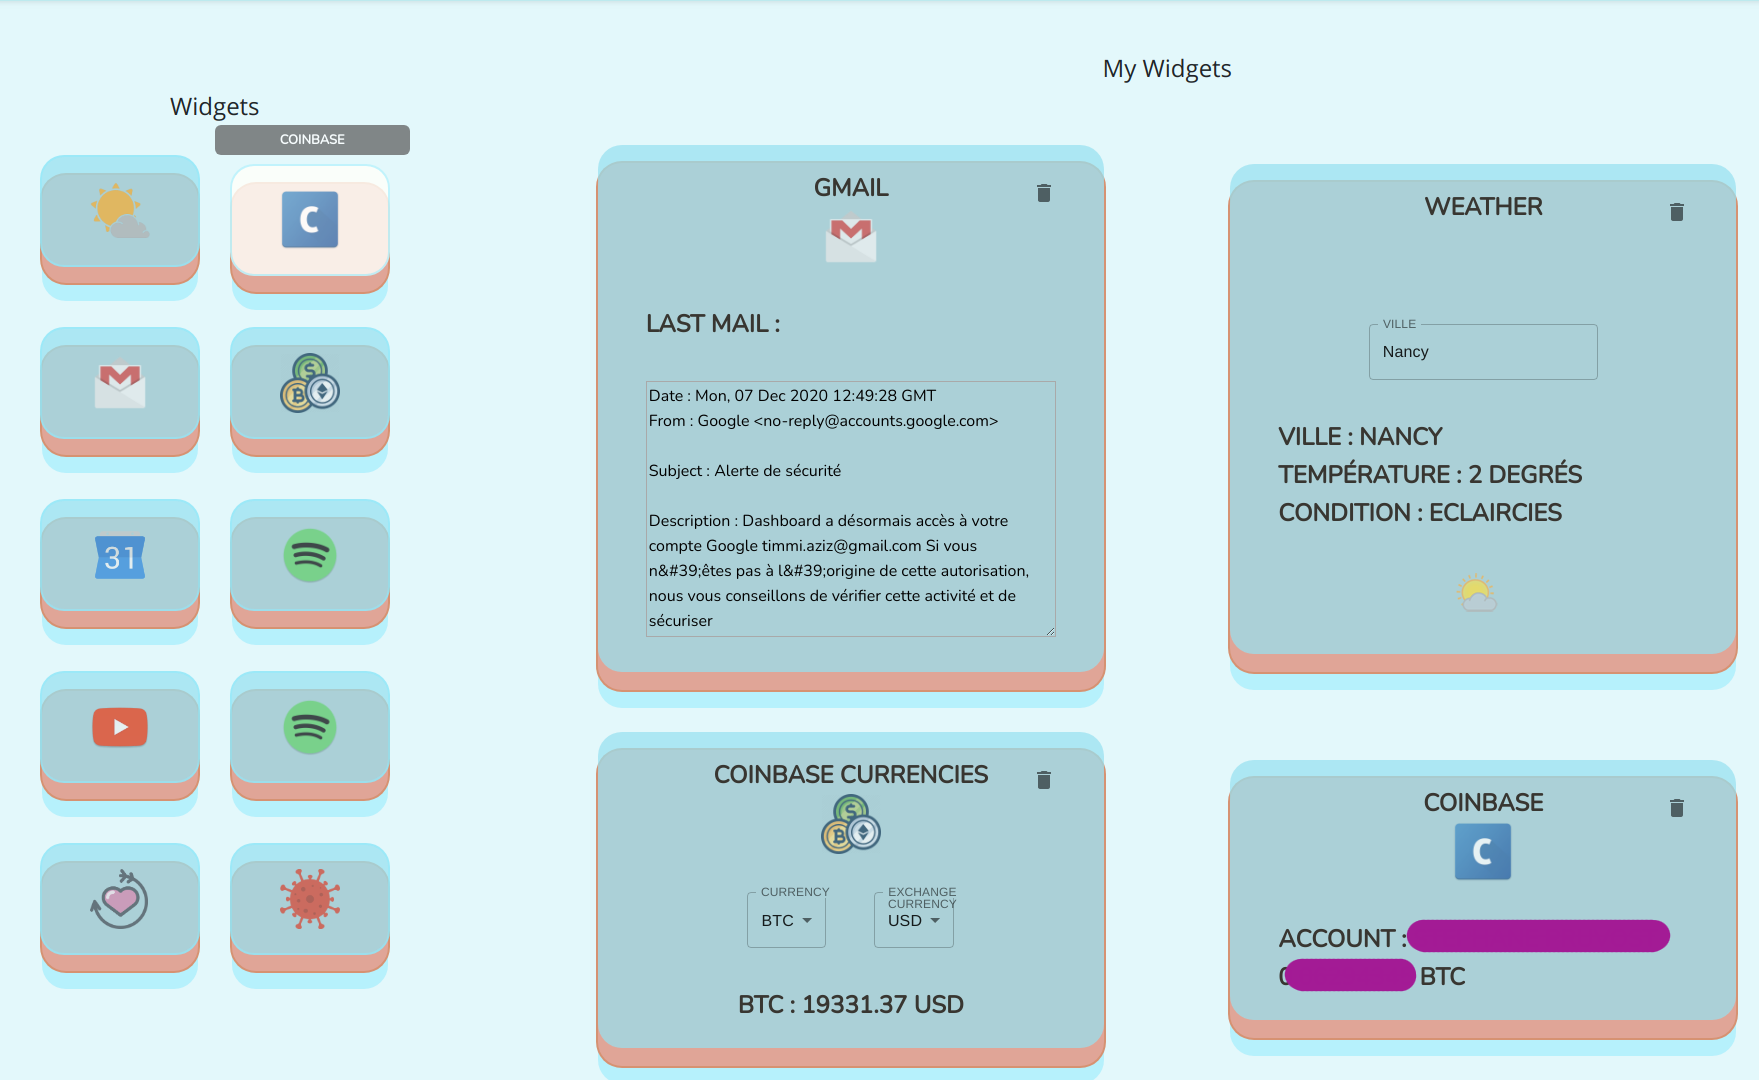 My Widgets
Widgets
COINBASE
C
31
GMAIL
LAST MAIL :
Date : Mon, 07 Dec 2020 12:49:28 GMT
From : Google <no-reply@accounts.google.com>
Subject : Alerte de sécurité
Description : Dashboard a désormais accès à votre
compte Google timmi.aziz@gmail.com Si vous
n&#39;êtes pas à l&#39;origine de cette autorisation,
nous vous conseillons de vérifier cette activité et de
sécuriser
WEATHER
VILLE
Nancy
VILLE : NANCY
TEMPÉRATURE : 2 DEGRÉS
CONDITION : ECLAIRCIES
COINBASE CURRENCIES
CURRENCY
BTC
EXCHANGE
CURRENCY
USD
BTC : 19331.37 USD
COINBASE
C
ACCOUNT :
BTC